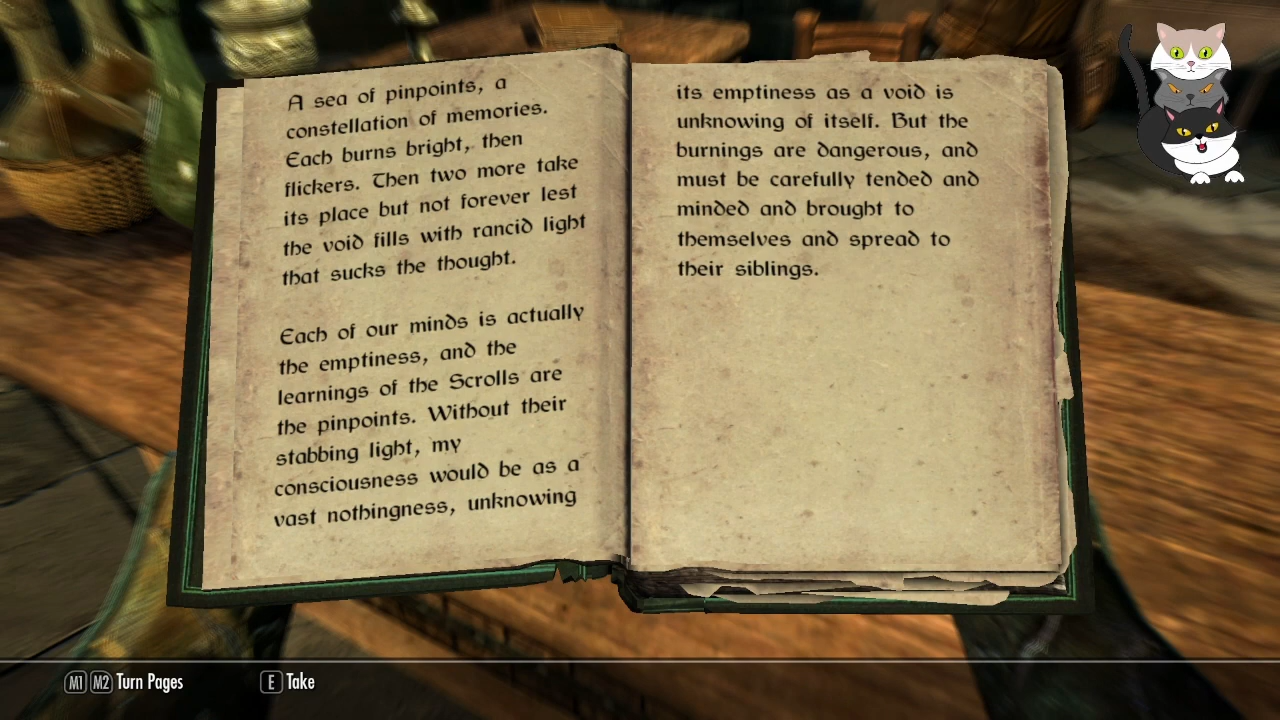 A sea of pinpoints, a
constellation of memories.
Each burns bright, then
flickers. Then two more take
its place but not forever lest
the void fills with rancid light
that sucks the thought.
Each of our minds is actually
the emptiness, and the
learnings of the Scrolls are
the pinpoints. Without their
stabbing light, my
consciousness would be as a
vast nothingness, unknowing
its emptiness as a void is
unknowing of itself. But the
burnings are dangerous, and
must be carefully tended and
minded and brought to
themselves and spread to
their siblings.
M1 M2 Turn Pages
E Take